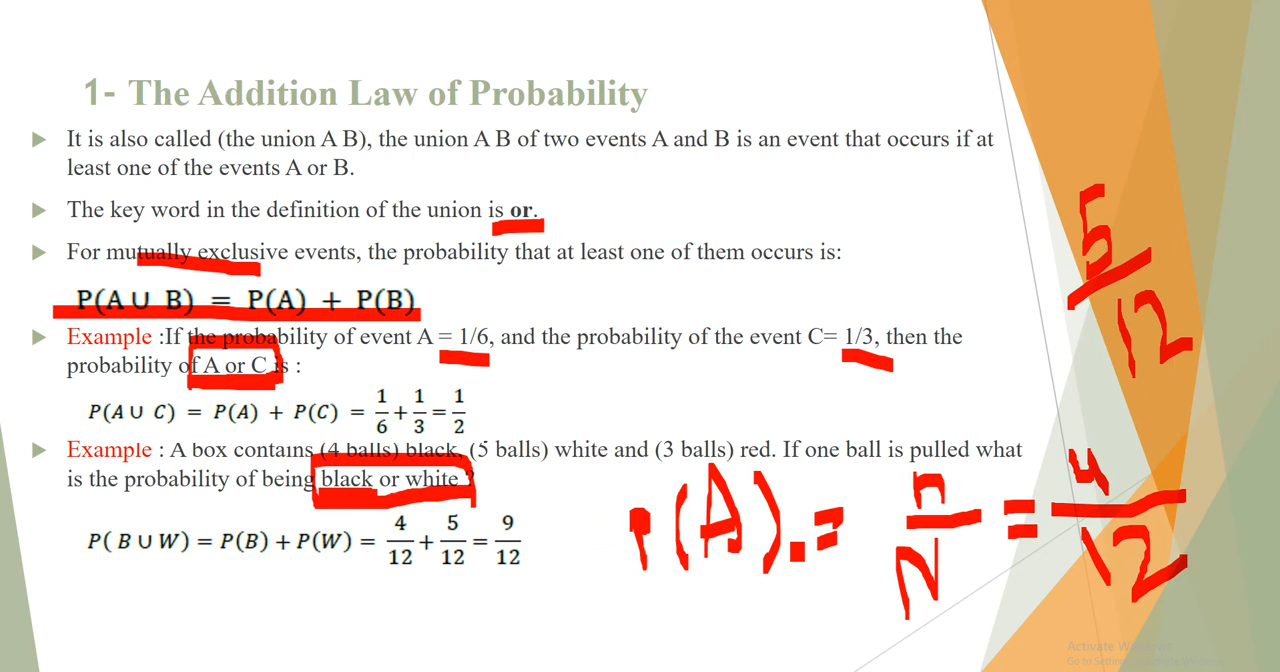 1- The Addition Law of Probability
It is also called (the union A B), the union A B of two events A and B is an event that occurs if at
least one of the events A or B.
The key word in the definition of the union is or.
For mutually exclusive events, the probability that at least one of them occurs is:
P(A ∪ B) = P(A) + P(B)
Example :If the probability of event A = 1/6, and the probability of the event C= 1/3, then the
probability of A or C is :
P(A ∪ C) = P(A) + P(C) = 1/6 + 1/3 = 1/2
Example : A box contains (4 balls) black, (5 balls) white and (3 balls) red. If one ball is pulled what
is the probability of being black or white ?
P( B ∪ W) = P(B) + P(W) = 4/12 + 5/12 = 9/12
P(A). = n/N = 4/12
5/12
Activate Windows